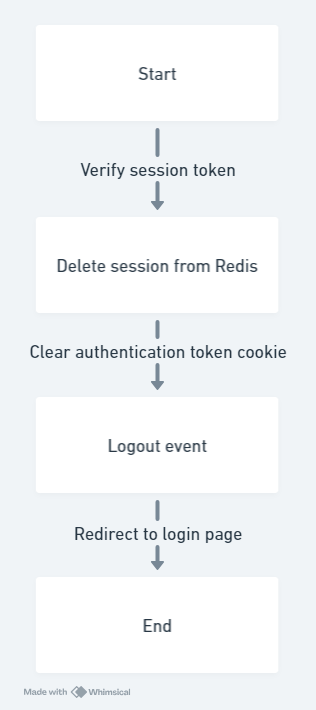 Start
Verify session token
Delete session from Redis
Clear authentication token cookie
Logout event
Redirect to login page
End
Made with Whimsical